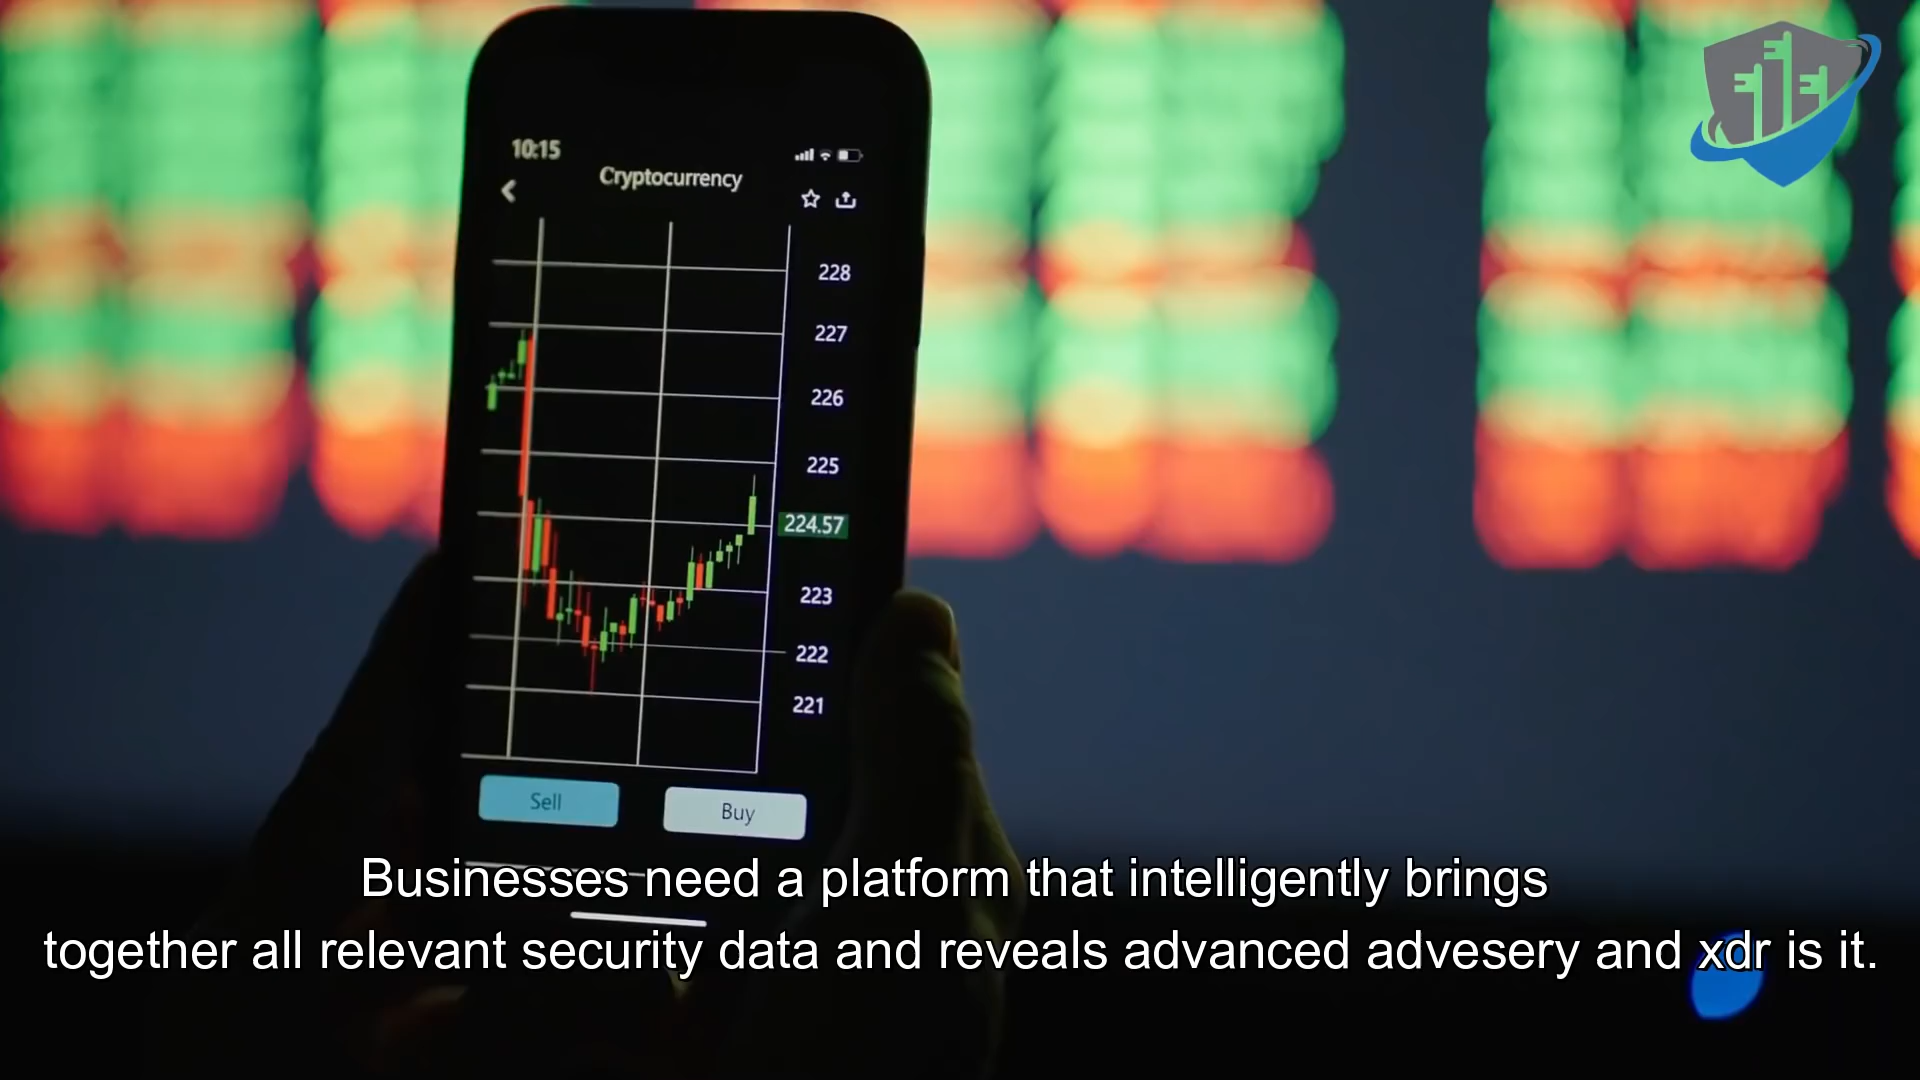 10:15
Cryptocurrency
228
227
226
225
224.57
223
222
221
Sell
Buy
Businesses need a platform that intelligently brings
together all relevant security data and reveals advanced advesery and xdr is it.